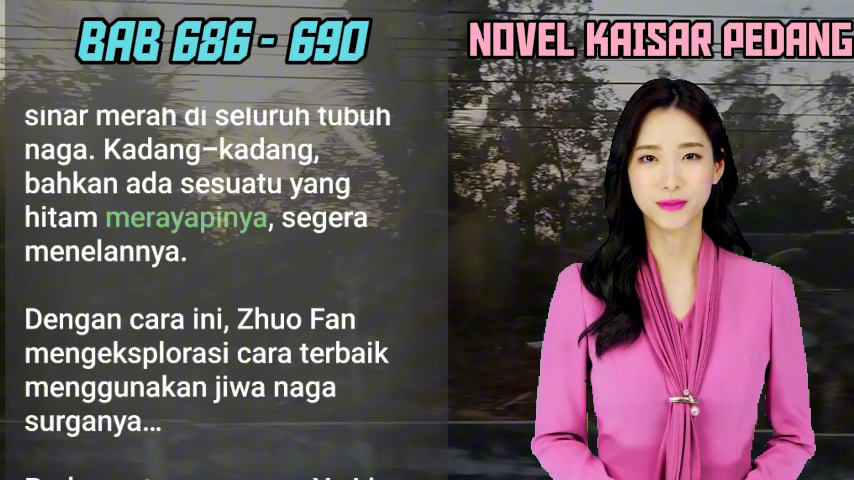 BAB 686 - 690
NOVEL KAISAR PEDANG
sinar merah di seluruh tubuh
naga. Kadang-kadang,
bahkan ada sesuatu yang
hitam merayapinya, segera
menelannya.
Dengan cara ini, Zhuo Fan
mengeksplorasi cara terbaik
menggunakan jiwa naga
surganya...